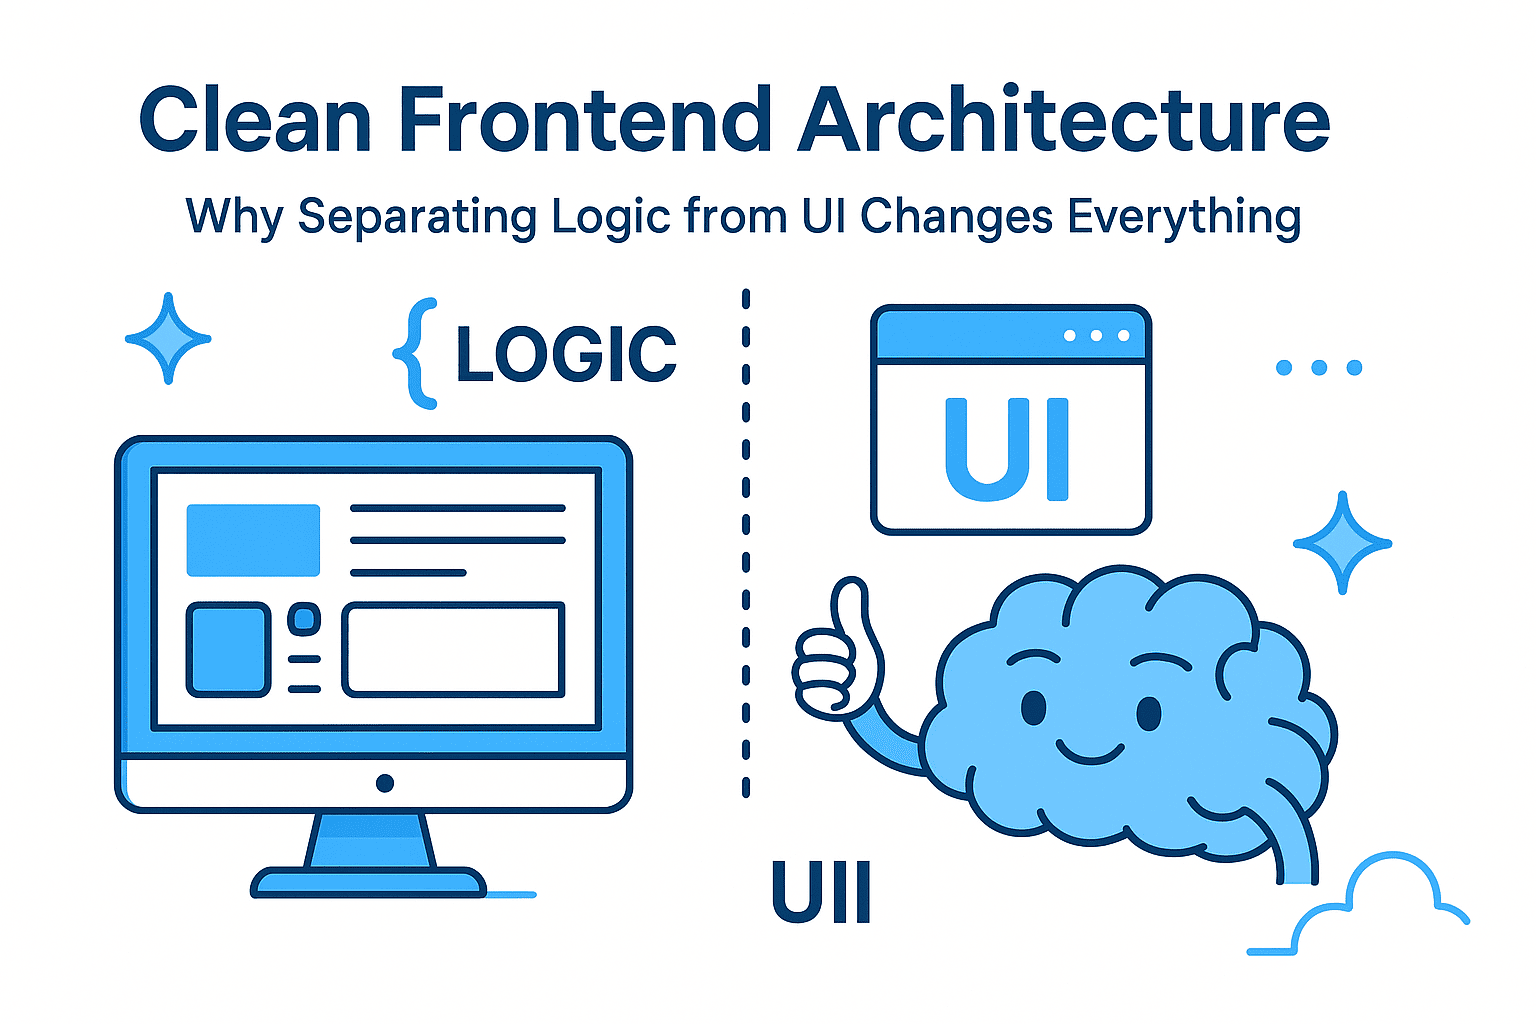 Clean Frontend Architecture
Why Separating Logic from UI Changes Everything
{ LOGIC
UI
UII